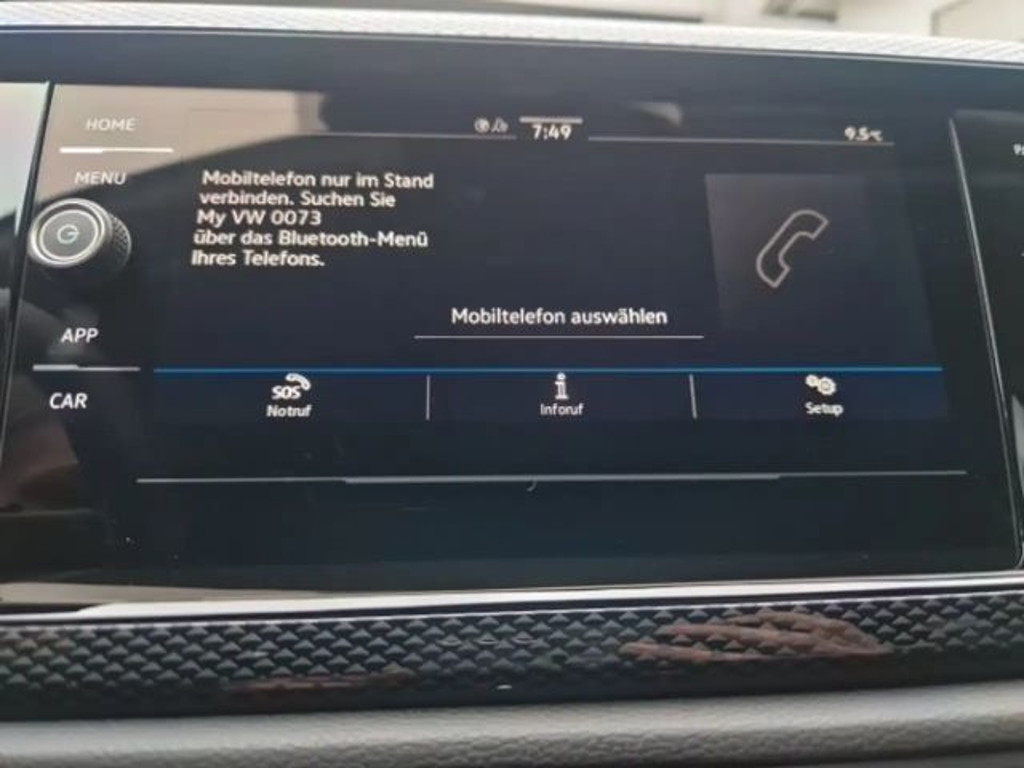 HOME
7:49
9.5°C
MENU
Mobiltelefon nur im Stand
verbinden. Suchen Sie
My VW 0073
über das Bluetooth-Menü
Ihres Telefons.
Mobiltelefon auswählen
APP
CAR
SOS
Notruf
Inforuf
Setup